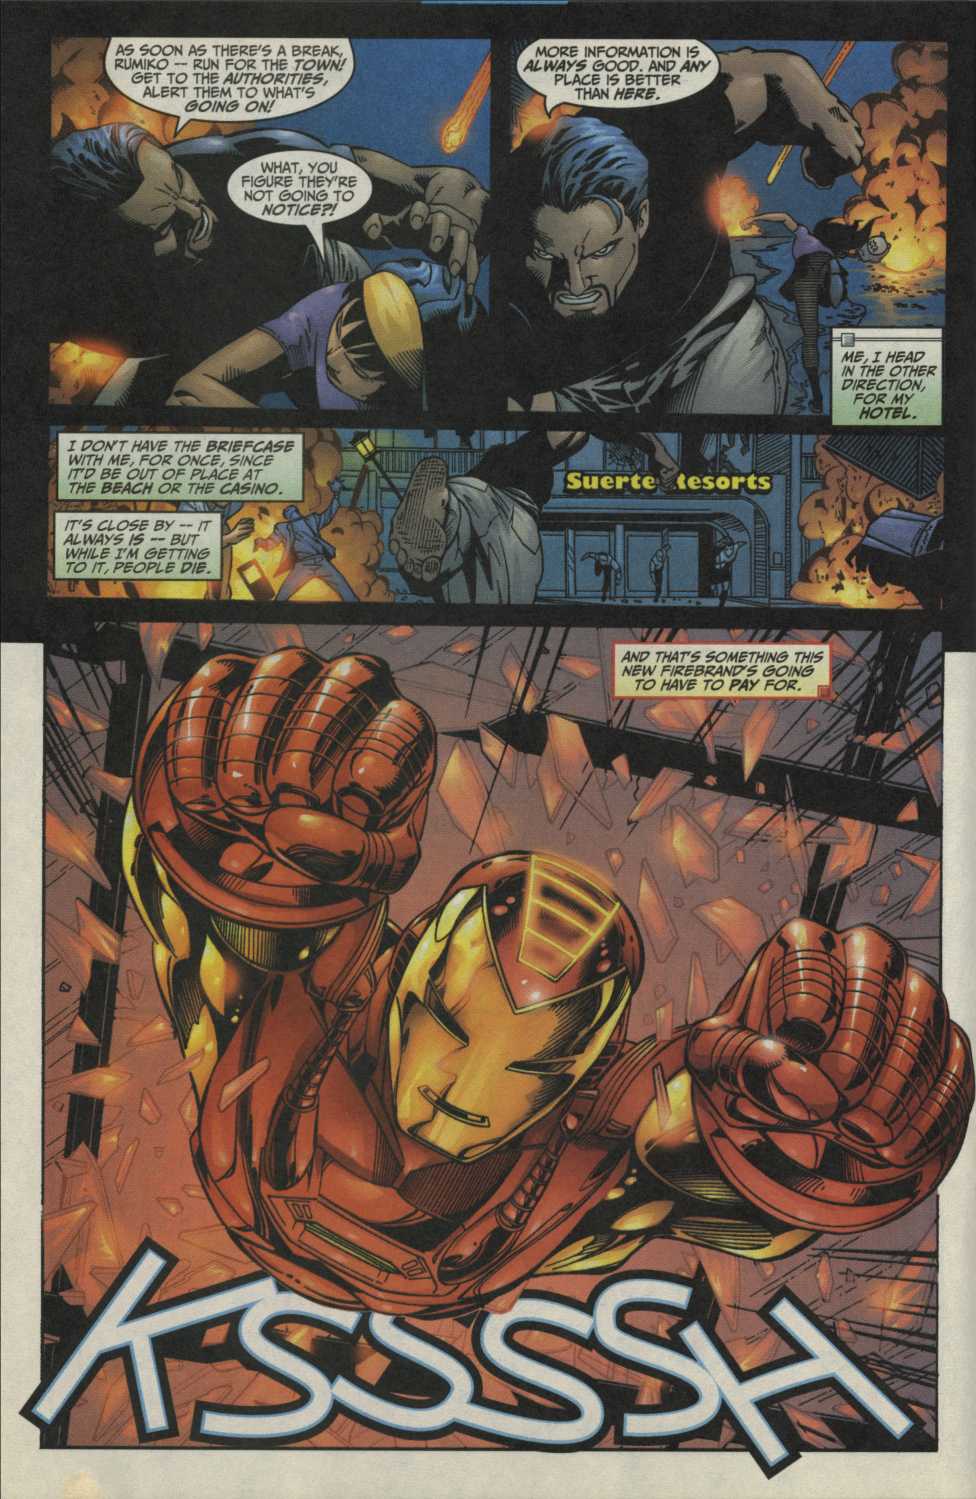 AS SOON AS THERE'S A BREAK,
RUMIKO -- RUN FOR THE TOWN!
GET TO THE AUTHORITIES,
ALERT THEM TO WHAT'S
GOING ON!
WHAT, YOU
FIGURE THEY'RE
NOT GOING TO
NOTICE?!
MORE INFORMATION IS
ALWAYS GOOD. AND ANY
PLACE IS BETTER
THAN HERE.
ME, I HEAD
IN THE OTHER
DIRECTION,
FOR MY
HOTEL.
I DON'T HAVE THE BRIEFCASE
WITH ME, FOR ONCE, SINCE
IT'D BE OUT OF PLACE AT
THE BEACH OR THE CASINO.
IT'S CLOSE BY -- IT
ALWAYS IS -- BUT
WHILE I'M GETTING
TO IT, PEOPLE DIE.
Suerte Resorts
AND THAT'S SOMETHING THIS
NEW FIREBRAND'S GOING
TO HAVE TO PAY FOR.
KSSSSSH